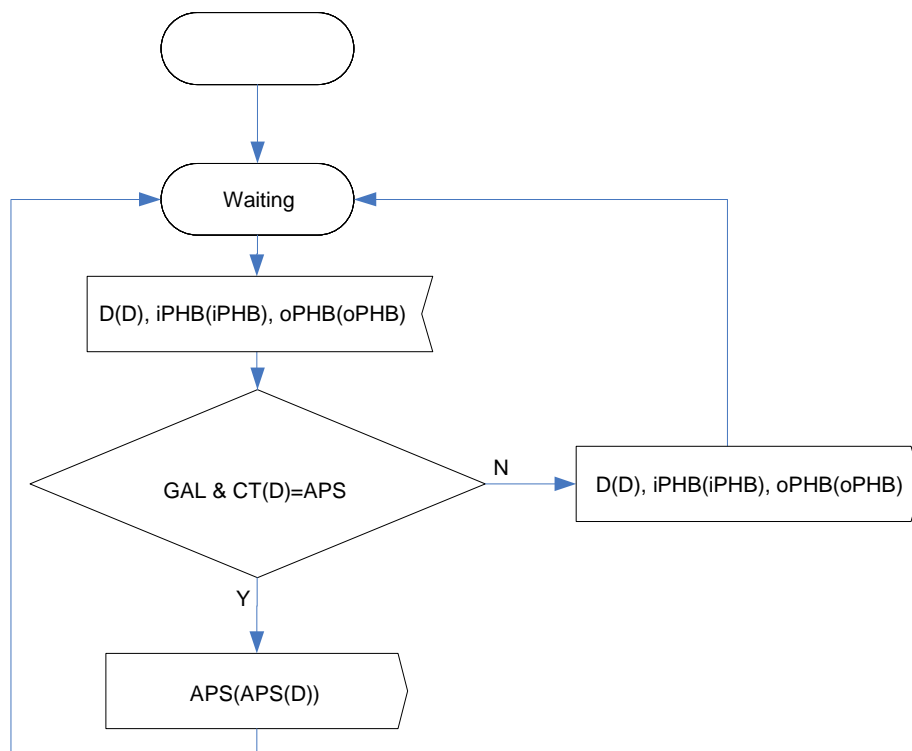 Waiting
D(D), iPHB(iPHB), oPHB(oPHB)
GAL & CT(D)=APS
N
D(D), iPHB(iPHB), oPHB(oPHB)
Y
APS(APS(D))